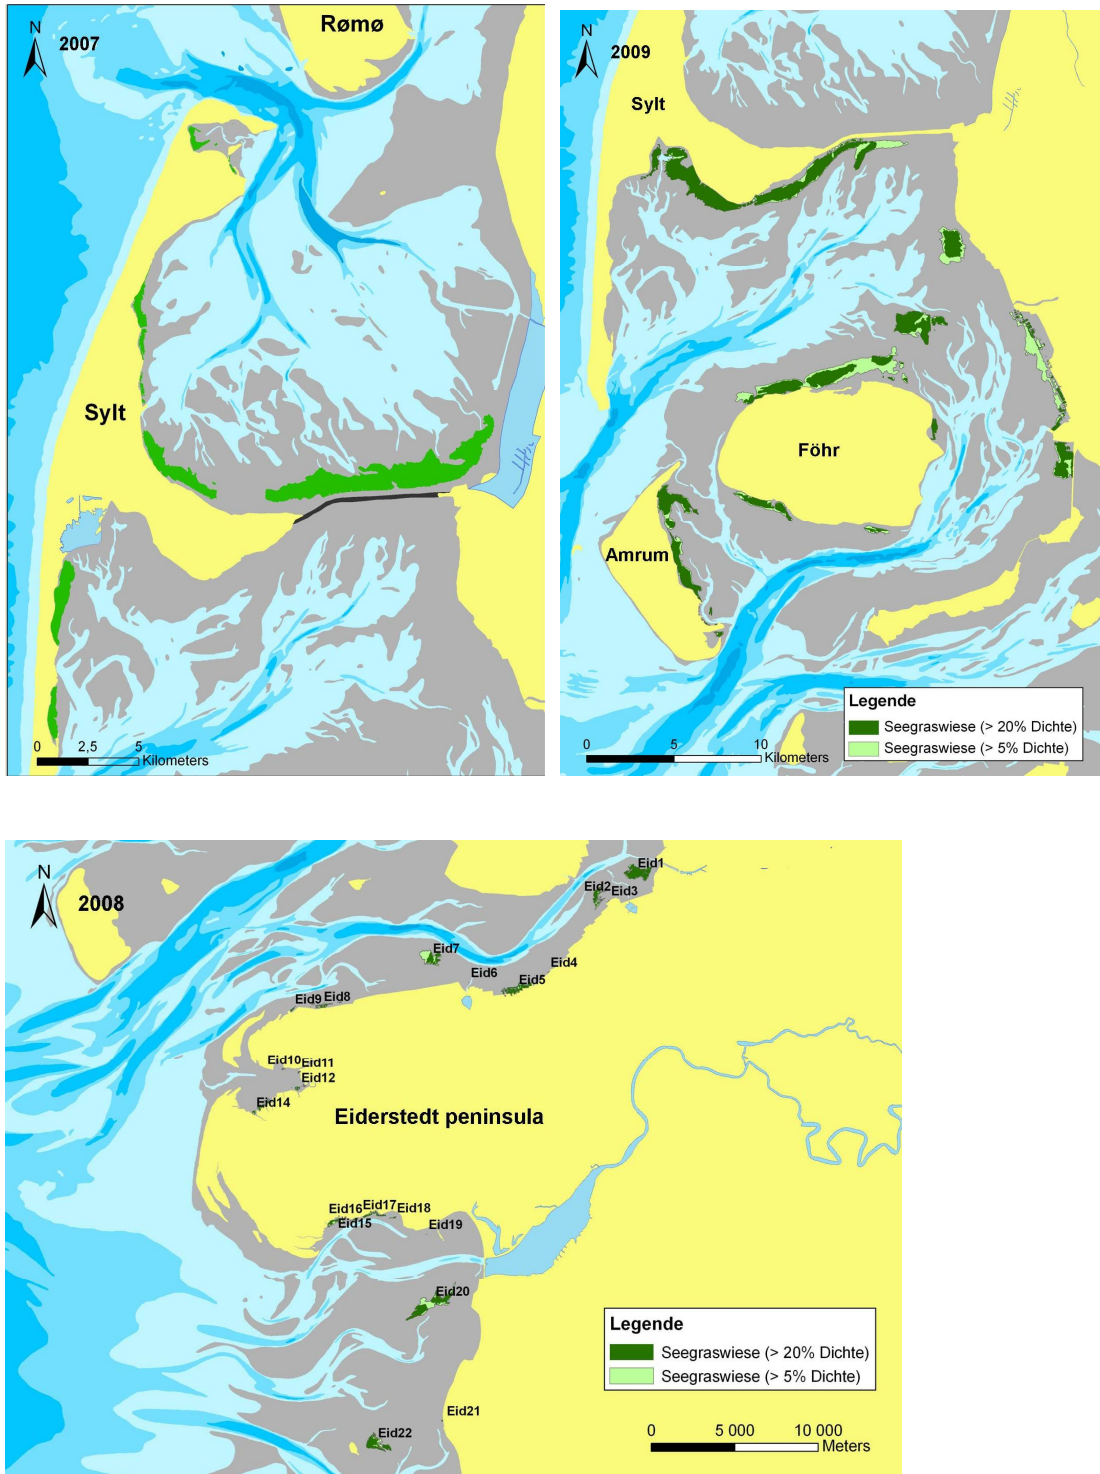 N
2007
Rømø
Sylt
0 2,5 5
Kilometers
N
2009
Sylt
Föhr
Amrum
Legende
Seegraswiese (> 20% Dichte)
Seegraswiese (> 5% Dichte)
0 5 10
Kilometers
N
2008
Eid1
Eid2
Eid3
Eid4
Eid7
Eid6
Eid5
Eid9
Eid8
Eid10
Eid11
Eid12
Eid14
Eiderstedt peninsula
Eid16
Eid17
Eid18
Eid15
Eid19
Eid20
Eid21
Eid22
Legende
Seegraswiese (> 20% Dichte)
Seegraswiese (> 5% Dichte)
0 5 000 10 000
Meters